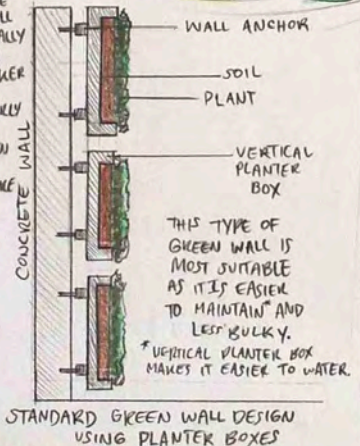 WALL ANCHOR
SOIL
PLANT
VERTICAL
PLANTER
BOX
CONCRETE WALL
THIS TYPE OF
GREEN WALL IS
MOST SUITABLE
AS IT IS EASIER
TO MAINTAIN* AND
LESS BULKY.
* VERTICAL PLANTER BOX
MAKES IT EASIER TO WATER.
STANDARD GREEN WALL DESIGN
USING PLANTER BOXES